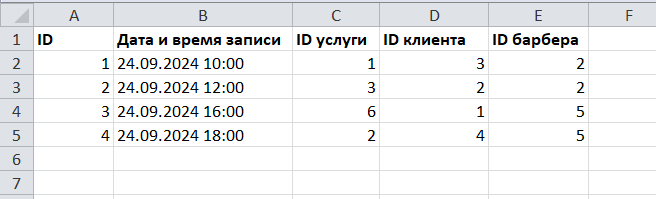 A B C D E F
1 ID Дата и время записи ID услуги ID клиента ID барбера
2 1 24.09.2024 10:00 1 3 2
3 2 24.09.2024 12:00 3 2 2
4 3 24.09.2024 16:00 6 1 5
5 4 24.09.2024 18:00 2 4 5
6
7